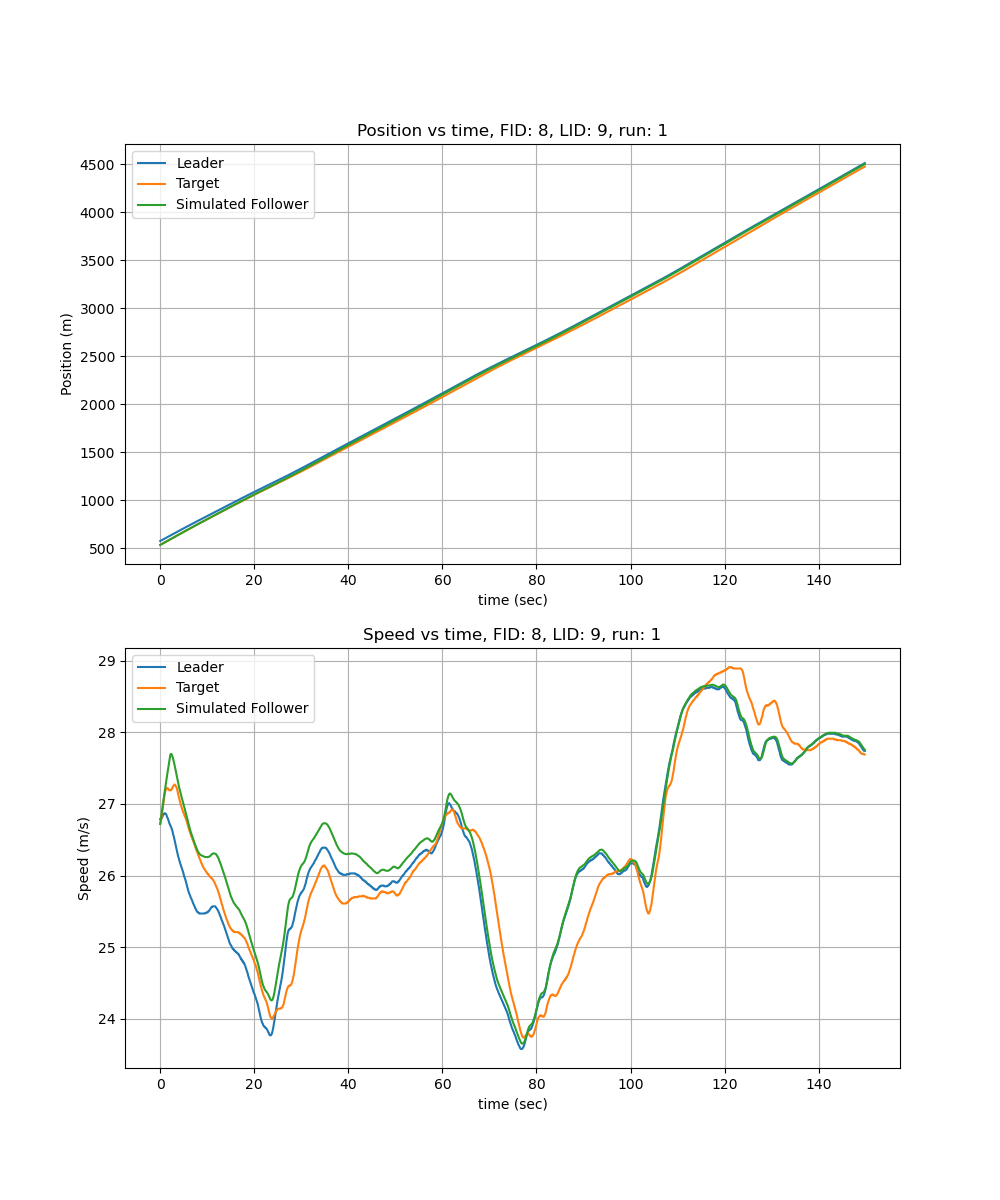 Position vs time, FID: 8, LID: 9, run: 1
Leader
Target
Simulated Follower
4500
4000
3500
3000
2500
2000
1500
1000
500
Position (m)
0 20 40 60 80 100 120 140
time (sec)
Speed vs time, FID: 8, LID: 9, run: 1
Leader
Target
Simulated Follower
29
28
27
26
25
24
Speed (m/s)
0 20 40 60 80 100 120 140
time (sec)